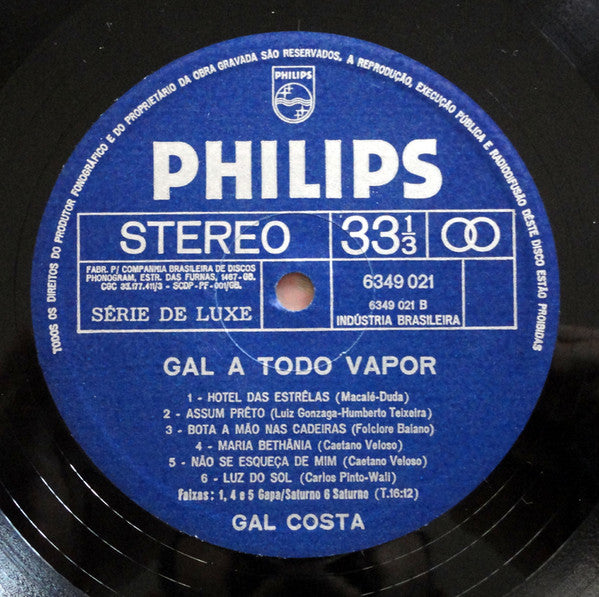 TODOS OS DIREITOS DO PRODUTOR FONOGRÁFICO E DO PROPRIETÁRIO DA OBRA GRAVADA SÃO RESERVADOS. A REPRODUÇÃO, EXECUÇÃO PÚBLICA E RADIODIFUSÃO DÊSTE DISCO ESTÃO PROIBIDAS
PHILIPS
PHILIPS
STEREO 33 1/3
FABR. P/ COMPANHIA BRASILEIRA DE DISCOS
PHONOGRAM, ESTR. DAS FURNAS, 1467-GB.
CGC 33.177.411/3 - SCDP-PF-001/GB.
SÉRIE DE LUXE
6349 021
6349 021 B
INDÚSTRIA BRASILEIRA
GAL A TODO VAPOR
1 - HOTEL DAS ESTRÊLAS (Macalé-Duda)
2 - ASSUM PRÊTO (Luiz Gonzaga-Humberto Teixeira)
3 - BOTA A MÃO NAS CADEIRAS (Folclore Baiano)
4 - MARIA BETHÂNIA (Caetano Veloso)
5 - NÃO SE ESQUEÇA DE MIM (Caetano Veloso)
6 - LUZ DO SOL (Carlos Pinto-Wali)
Faixas: 1, 4 e 5 Gapa/Saturno 6 Saturno (T.16:12)
GAL COSTA